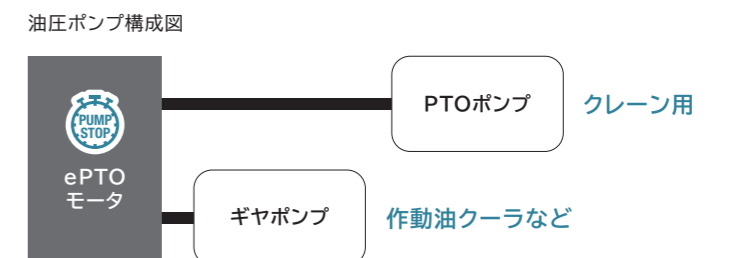 油圧ポンプ構成図
PTOポンプ
クレーン用
PUMP
STOP
ePTO
モータ
ギヤポンプ
作動油クーラなど